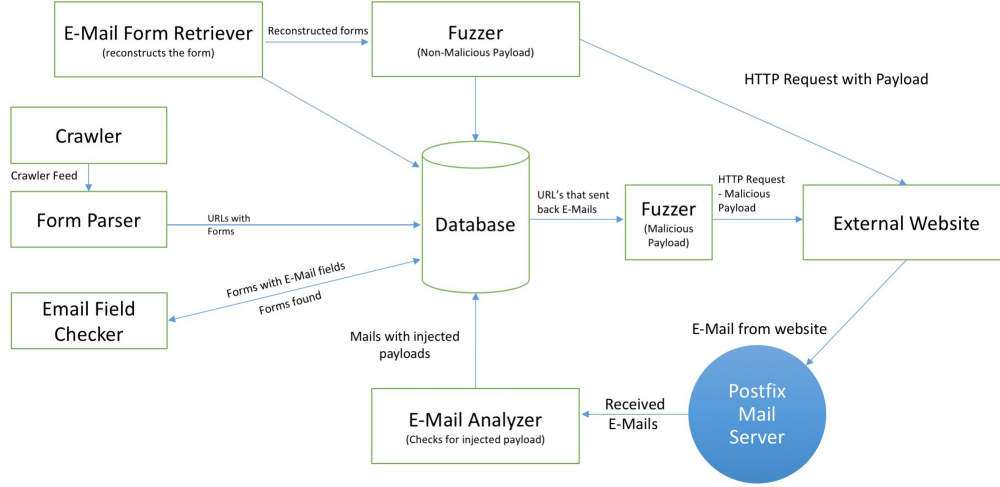 E-Mail Form Retriever
(reconstructs the form)
Reconstructed forms
Fuzzer
(Non-Malicious Payload)
HTTP Request with Payload
Crawler
Crawler Feed
Form Parser
URLs with
Forms
Database
URL's that sent
back E-Mails
Fuzzer
(Malicious
Payload)
HTTP Request
- Malicious
Payload
External Website
Email Field
Checker
Forms with E-Mail fields
Forms found
Mails with injected
payloads
E-Mail from website
E-Mail Analyzer
(Checks for injected payload)
Received
E-Mails
Postfix
Mail
Server